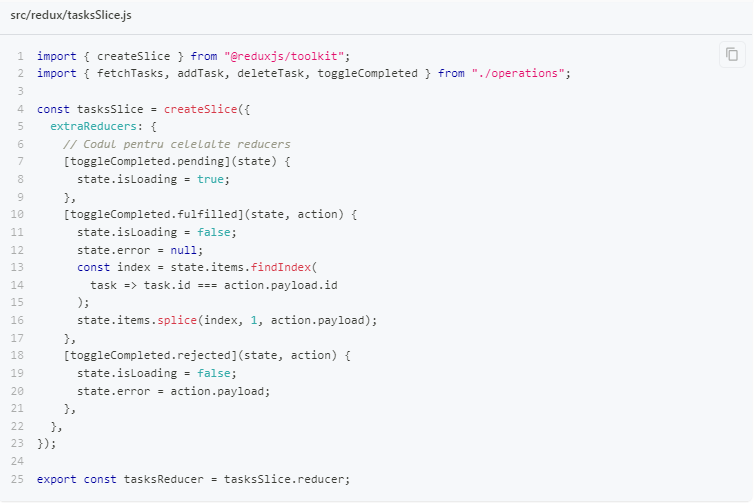 src/redux/tasksSlice.js
1 import { createSlice } from "@reduxjs/toolkit";
2 import { fetchTasks, addTask, deleteTask, toggleCompleted } from "./operations";
3
4 const tasksSlice = createSlice({
5   extraReducers: {
6     // Codul pentru celelalte reducers
7     [toggleCompleted.pending](state) {
8       state.isLoading = true;
9     },
10     [toggleCompleted.fulfilled](state, action) {
11       state.isLoading = false;
12       state.error = null;
13       const index = state.items.findIndex(
14         task => task.id === action.payload.id
15       );
16       state.items.splice(index, 1, action.payload);
17     },
18     [toggleCompleted.rejected](state, action) {
19       state.isLoading = false;
20       state.error = action.payload;
21     },
22   },
23 });
24
25 export const tasksReducer = tasksSlice.reducer;